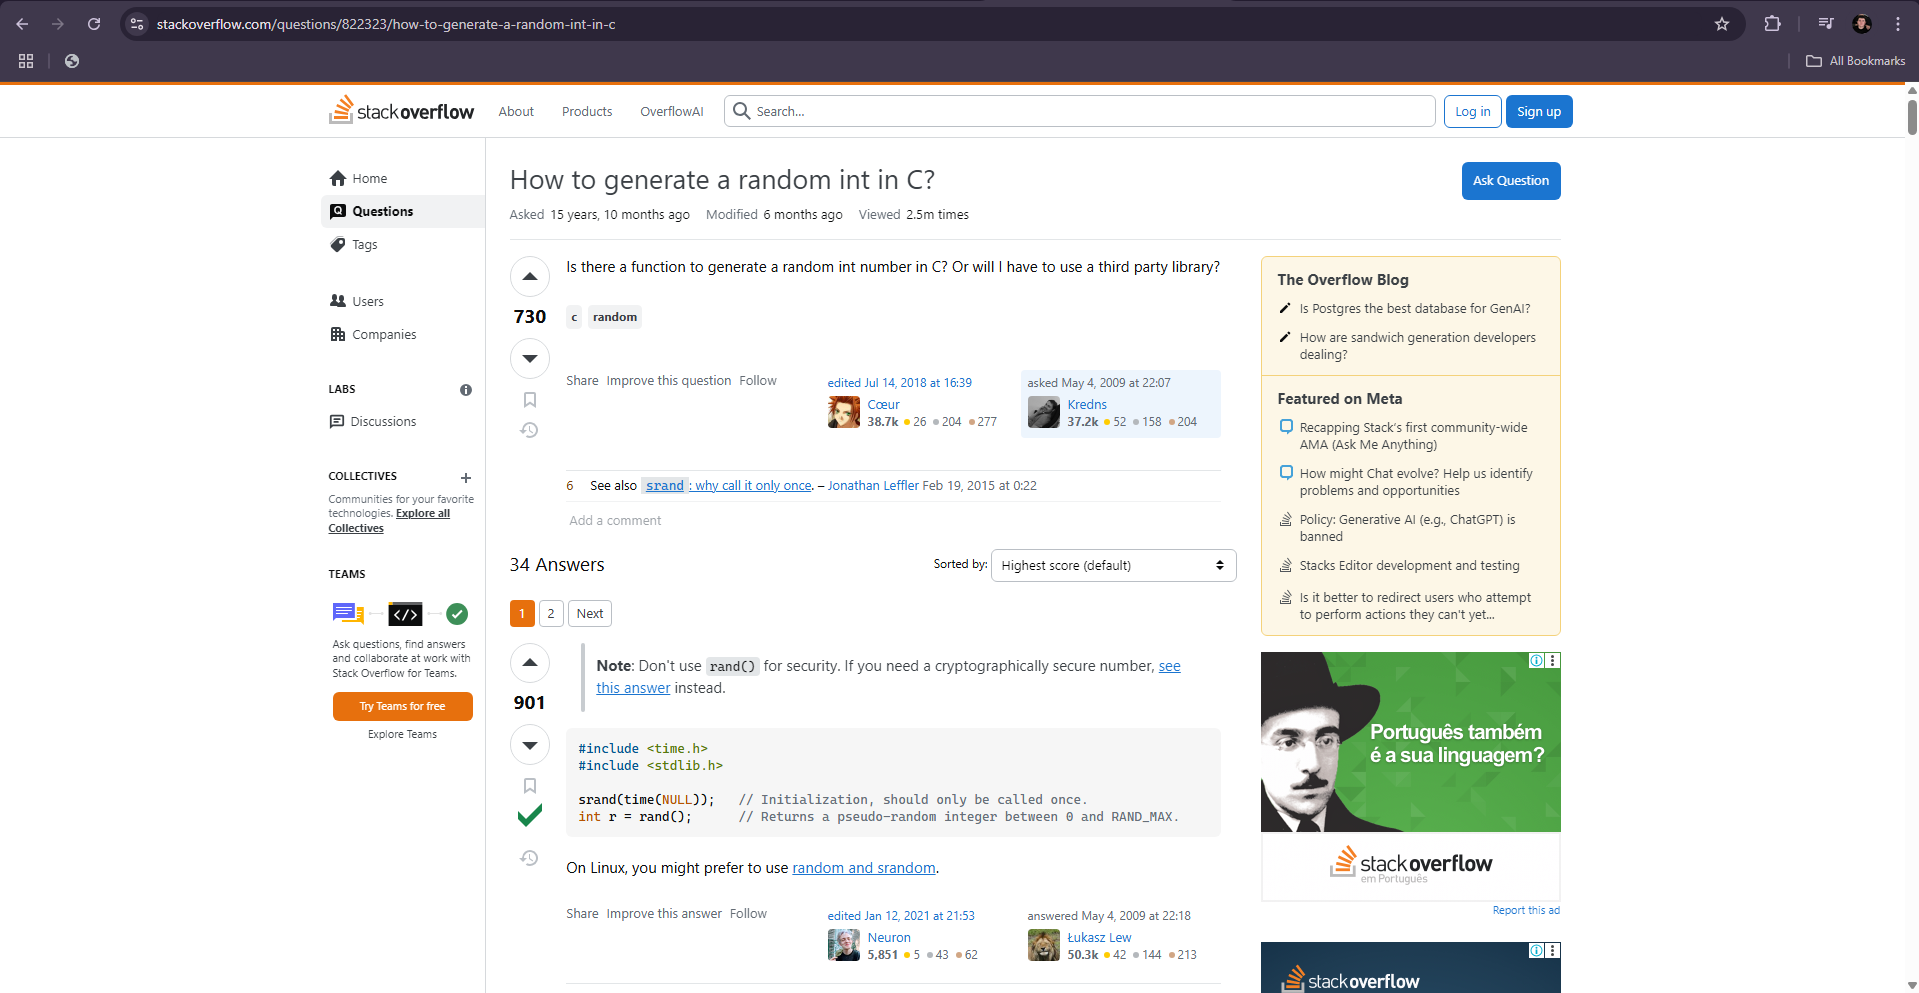 stackoverflow.com/questions/822323/how-to-generate-a-random-int-in-c
All Bookmarks
stackoverflow
About
Products
OverflowAI
Search...
Log in
Sign up
Home
Questions
Tags
Users
Companies
LABS
Discussions
COLLECTIVES
Communities for your favorite
technologies. Explore all
Collectives
TEAMS
Ask questions, find answers
and collaborate at work with
Stack Overflow for Teams.
Try Teams for free
Explore Teams
How to generate a random int in C?
Ask Question
Asked 15 years, 10 months ago Modified 6 months ago Viewed 2.5m times
Is there a function to generate a random int number in C? Or will I have to use a third party library?
730
c random
Share Improve this question Follow
edited Jul 14, 2018 at 16:39
Cœur
38.7k 26 204 277
asked May 4, 2009 at 22:07
Kredns
37.2k 52 158 204
6 See also srand: why call it only once. – Jonathan Leffler Feb 19, 2015 at 0:22
Add a comment
34 Answers
Sorted by:
Highest score (default)
1 2 Next
Note: Don't use rand() for security. If you need a cryptographically secure number, see
this answer instead.
901
#include <time.h>
#include <stdlib.h>
srand(time(NULL)); // Initialization, should only be called once.
int r = rand(); // Returns a pseudo-random integer between 0 and RAND_MAX.
On Linux, you might prefer to use random and srandom.
Share Improve this answer Follow
edited Jan 12, 2021 at 21:53
Neuron
5,851 5 43 62
answered May 4, 2009 at 22:18
Łukasz Lew
50.3k 42 144 213
The Overflow Blog
Is Postgres the best database for GenAI?
How are sandwich generation developers
dealing?
Featured on Meta
Recapping Stack's first community-wide
AMA (Ask Me Anything)
How might Chat evolve? Help us identify
problems and opportunities
Policy: Generative AI (e.g., ChatGPT) is
banned
Stacks Editor development and testing
Is it better to redirect users who attempt
to perform actions they can't yet...
Português também
é a sua linguagem?
stackoverflow
em Português
Report this ad
stackoverflow